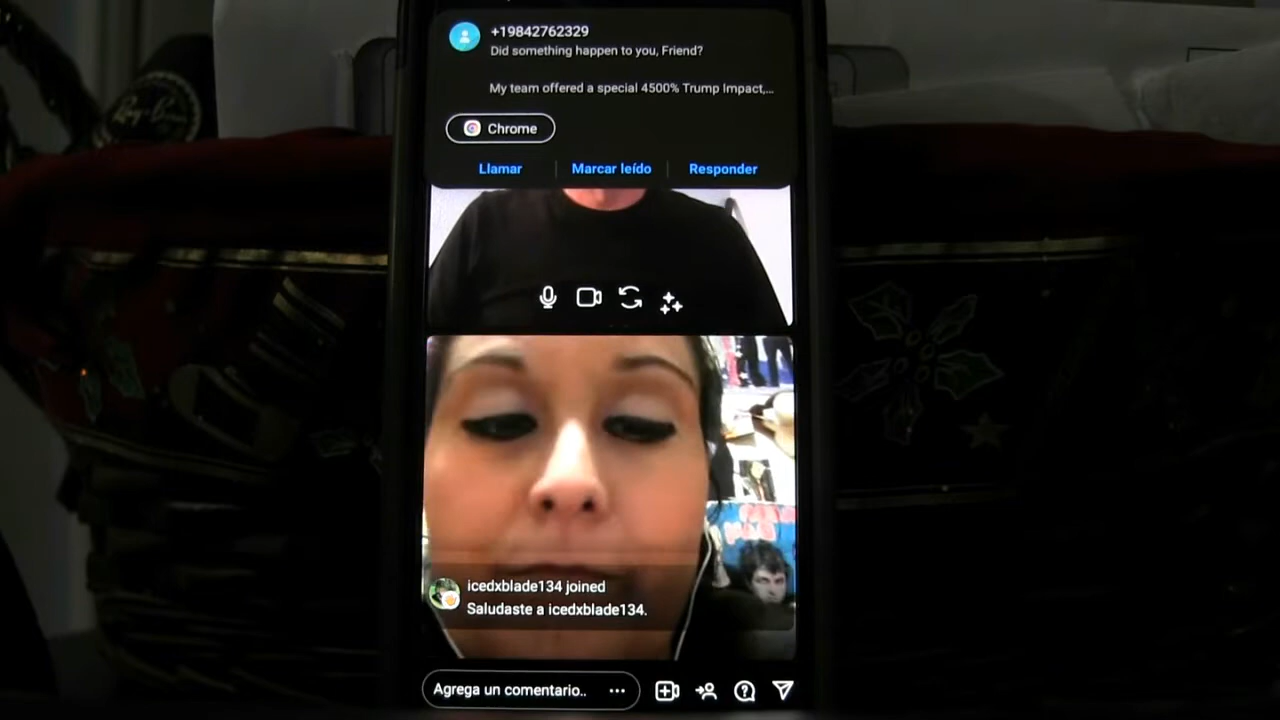 +19842762329
Did something happen to you, Friend?
My team offered a special 4500% Trump Impact,...
Chrome
Llamar
Marcar leído
Responder
icedxblade134 joined
Saludaste a icedxblade134.
Agrega un comentario..